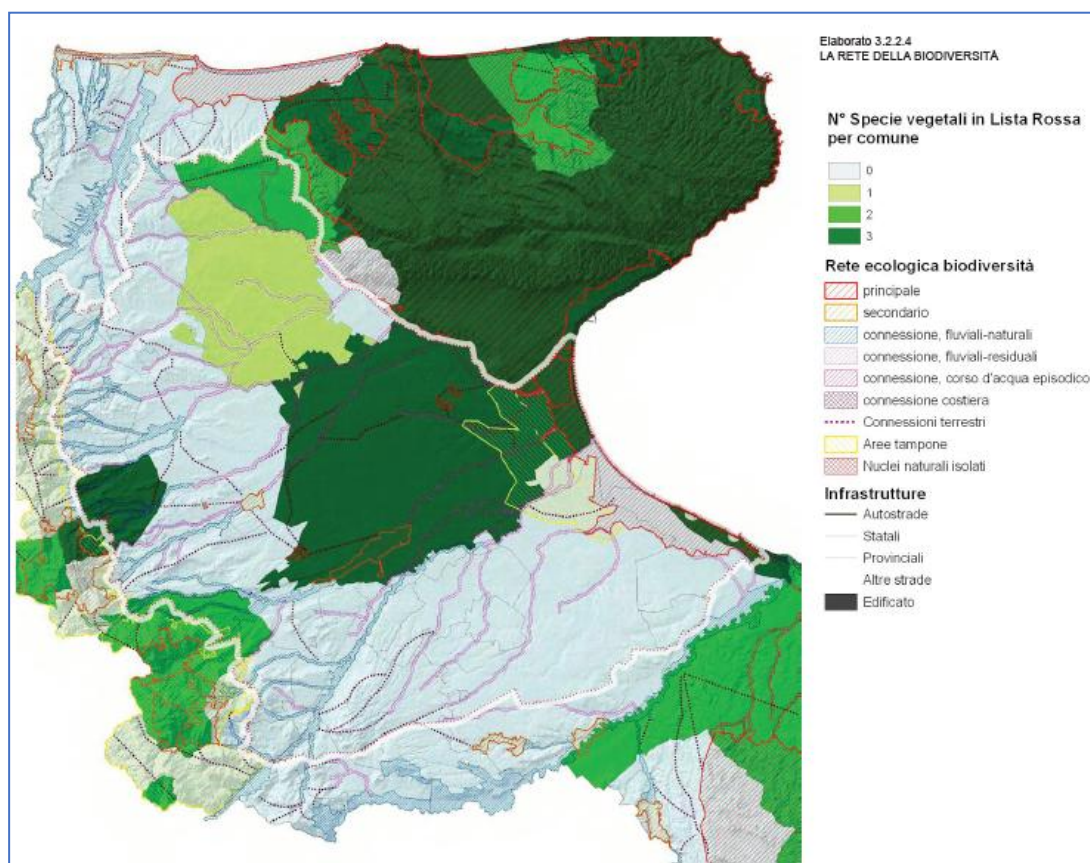 Elaborato 3.2.2.4
LA RETE DELLA BIODIVERSITÀ
N° Specie vegetali in Lista Rossa
per comune
0
1
2
3
Rete ecologica biodiversità
principale
secondario
connessione, fluviali-naturali
connessione, fluviali-residuali
connessione, corso d'acqua episodico
connessione costiera
Connessioni terrestri
Aree tampone
Nuclei naturali isolati
Infrastrutture
Autostrade
Statali
Provinciali
Altre strade
Edificato